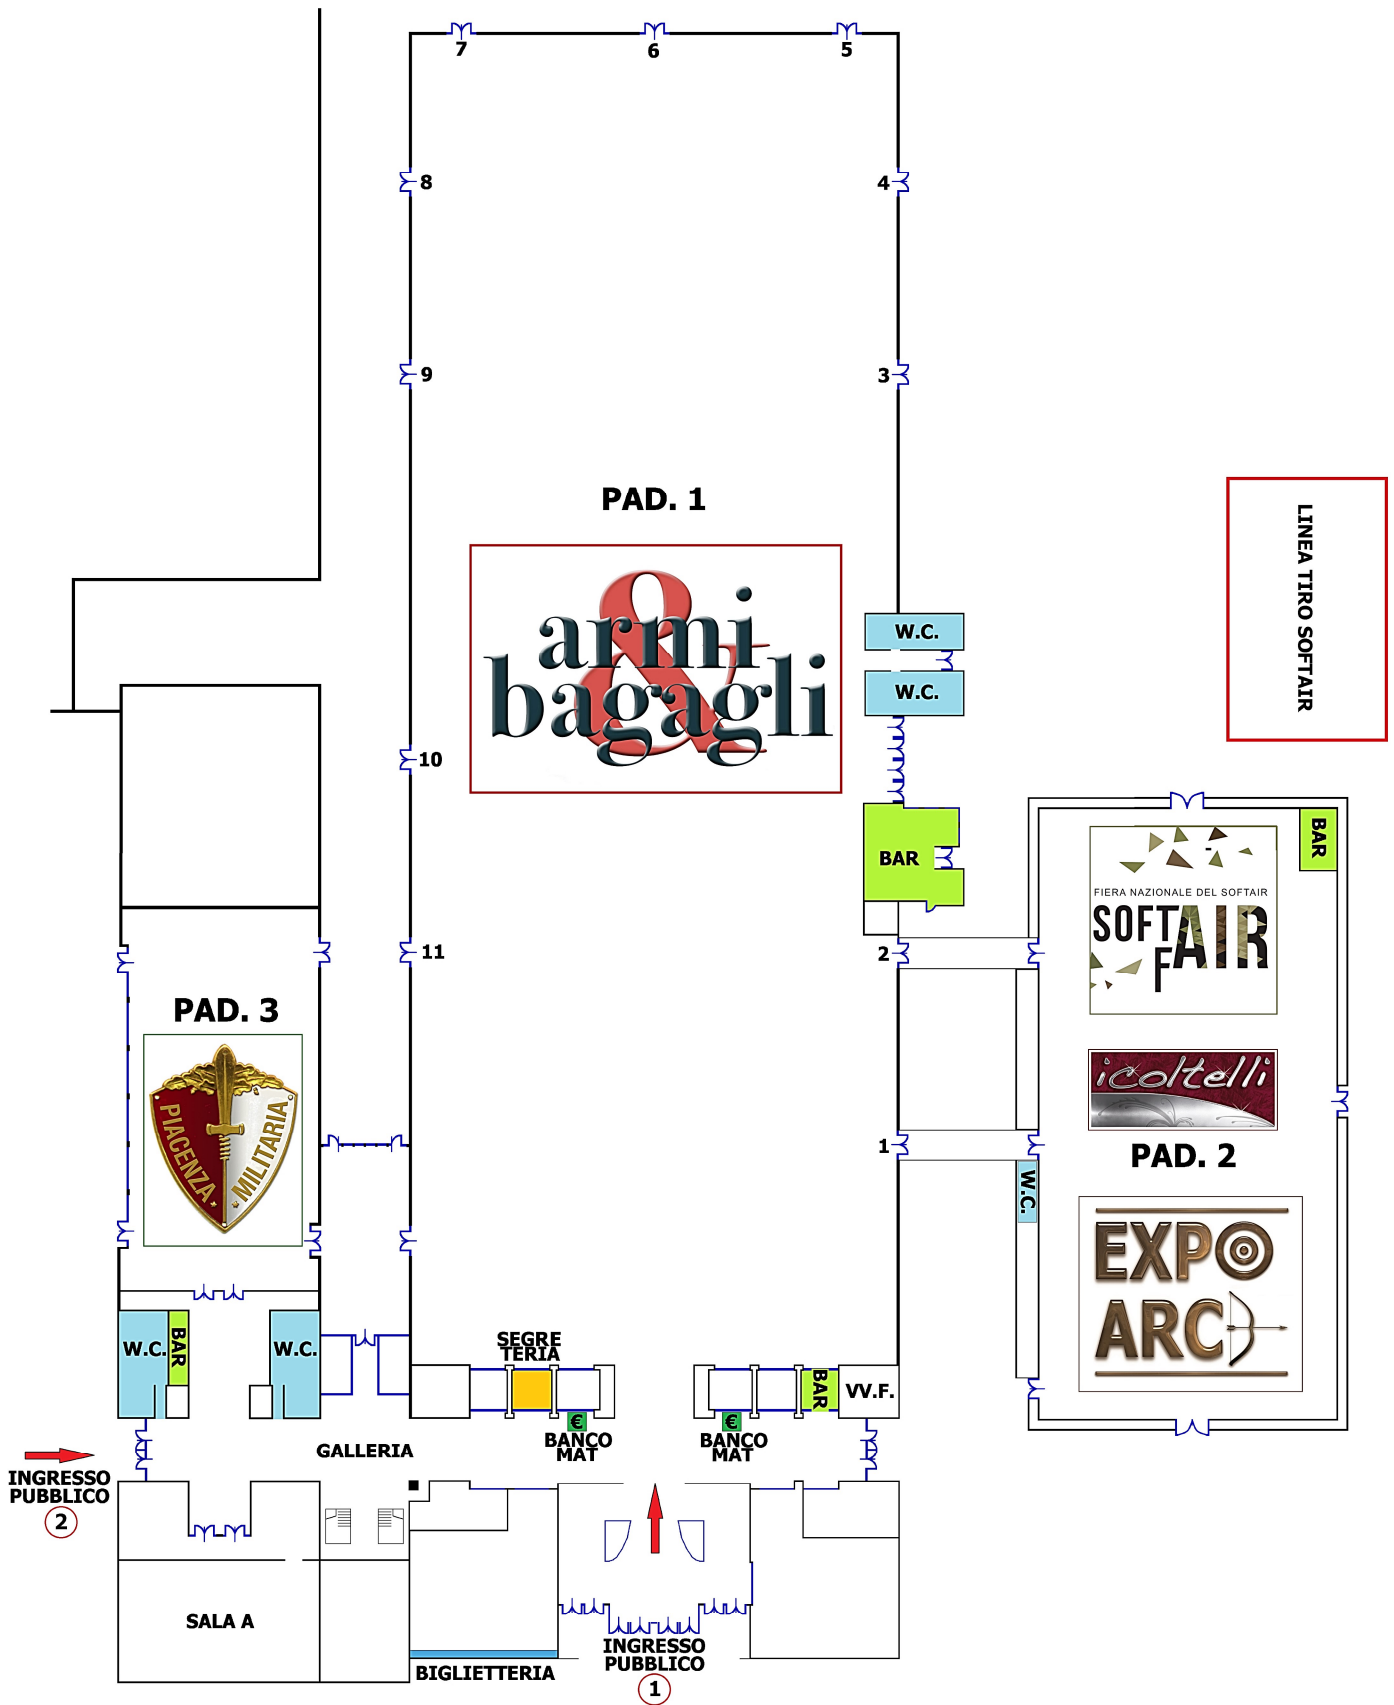 7
6
5
8
4
9
3
PAD. 1
armi
&
bagagli
LINEA TIRO SOFTAIR
W.C.
W.C.
10
BAR
BAR
FIERA NAZIONALE DEL SOFTAIR
SOFT
FAIR
11
2
PAD. 3
PIACENZA
MILITARIA
icoltelli
1
PAD. 2
W.C.
EXPO
ARC
W.C.
BAR
W.C.
SEGRE
TERIA
BAR
VV.F.
€
BANCO
MAT
€
BANCO
MAT
GALLERIA
INGRESSO
PUBBLICO
2
SALA A
BIGLIETTERIA
INGRESSO
PUBBLICO
1